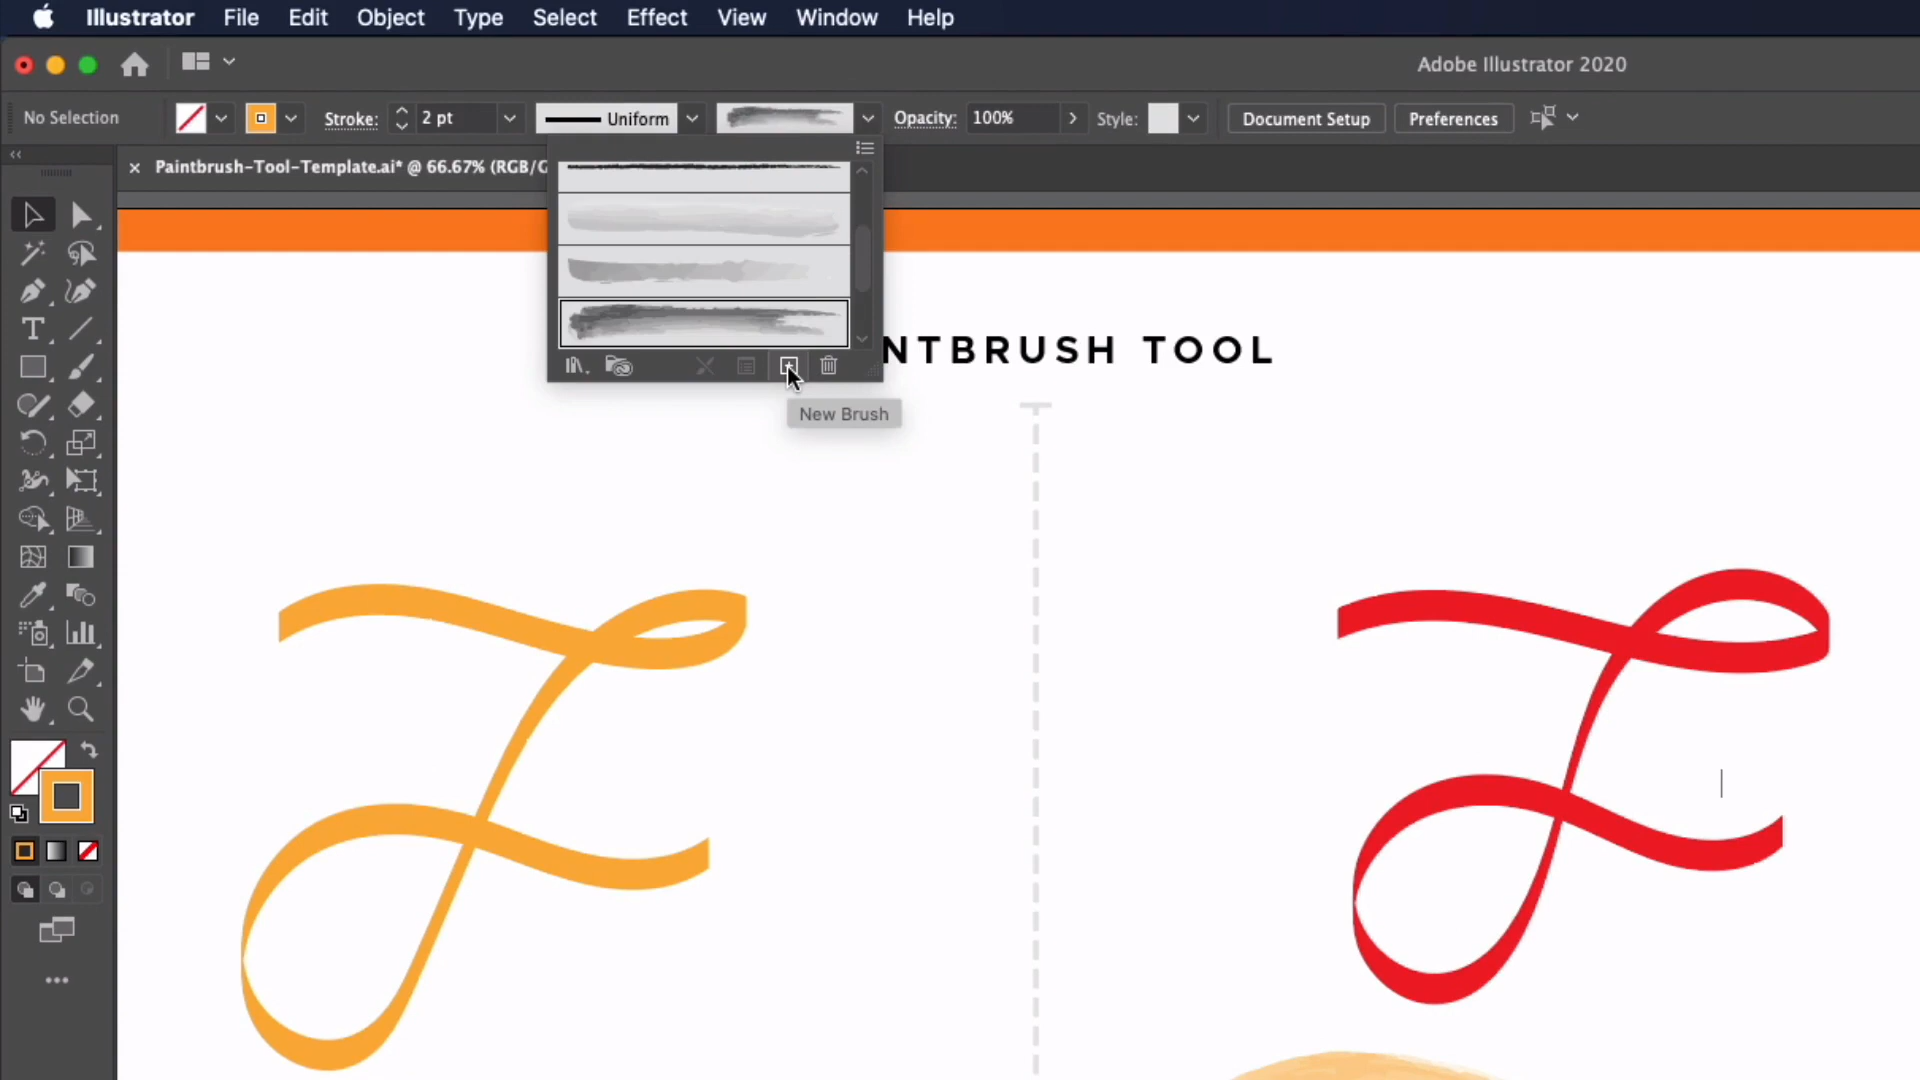 Illustrator File Edit Object Type Select Effect View Window Help
Adobe Illustrator 2020
No Selection Stroke: 2 pt Uniform Opacity: 100% Style: Document Setup Preferences
Paintbrush-Tool-Template.ai* @ 66.67% (RGB/G
NTBRUSH TOOL
New Brush